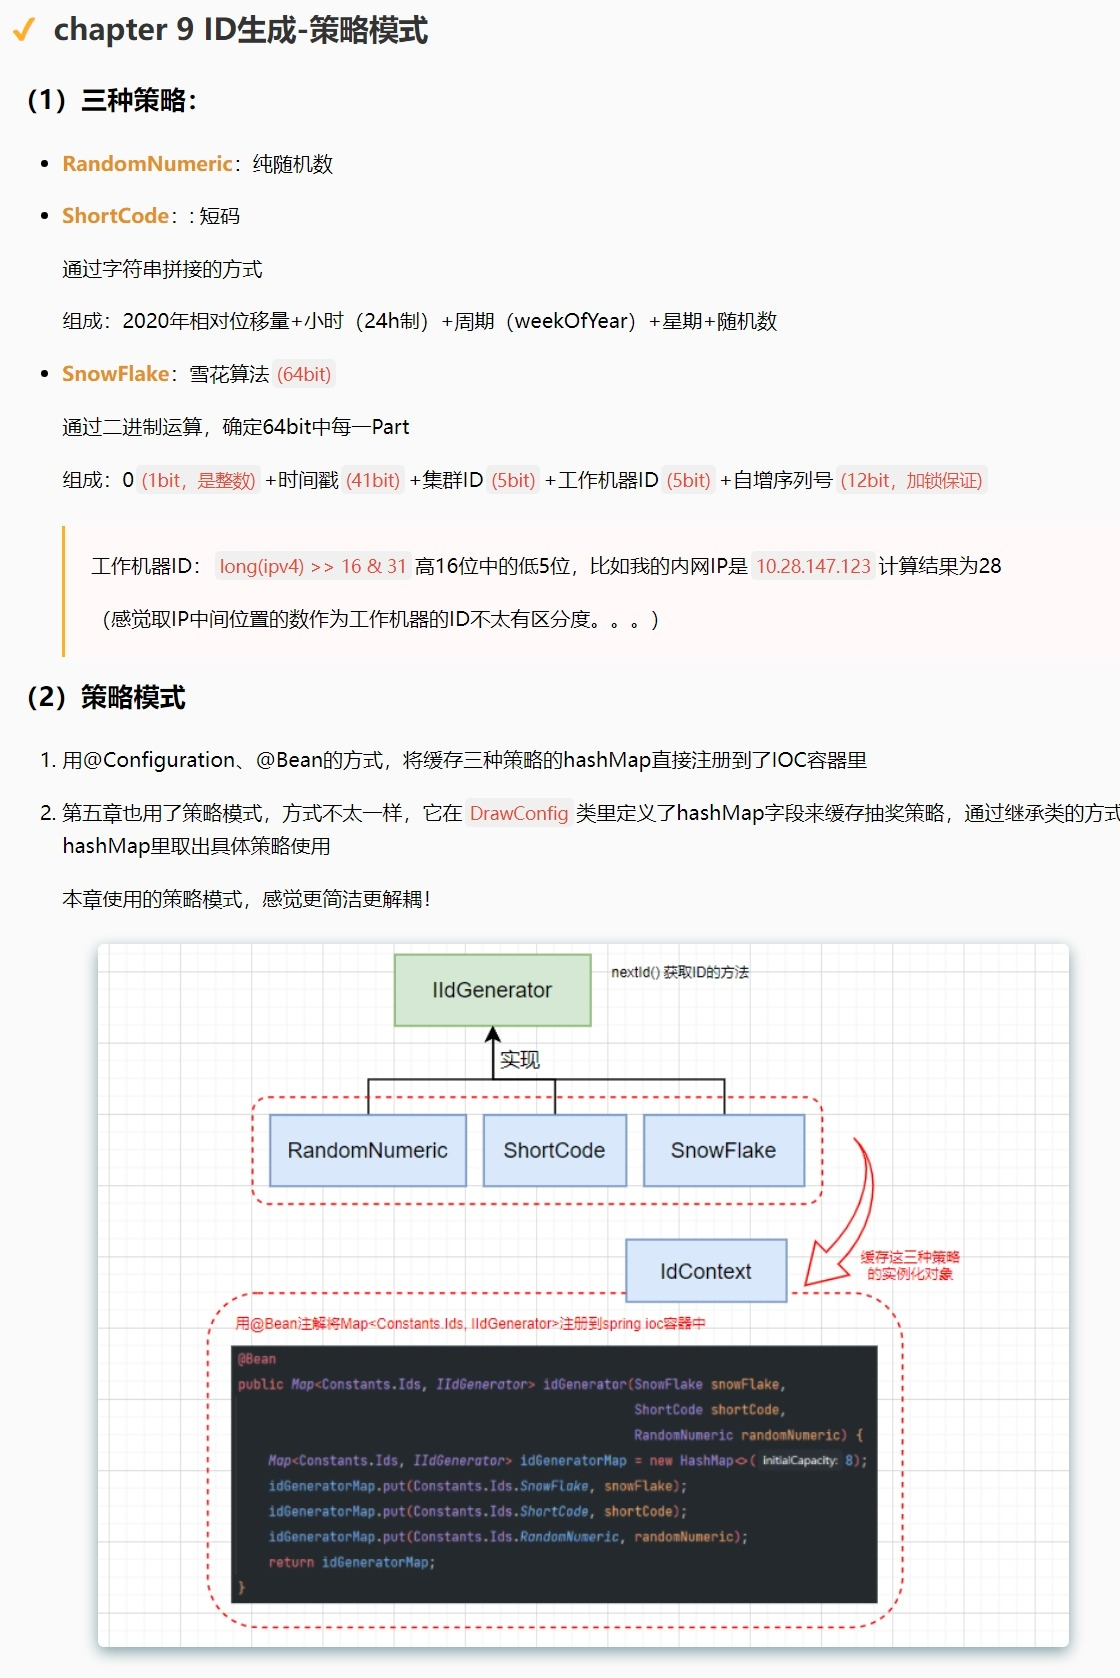 ✓ chapter 9 ID生成-策略模式
（1）三种策略：
• RandomNumeric：纯随机数
• ShortCode：: 短码
通过字符串拼接的方式
组成：2020年相对位移量+小时（24h制）+周期（weekOfYear）+星期+随机数
• SnowFlake：雪花算法 (64bit)
通过二进制运算，确定64bit中每一Part
组成：0 (1bit，是整数) +时间戳 (41bit) +集群ID (5bit) +工作机器ID (5bit) +自增序列号 (12bit，加锁保证)
工作机器ID： long(ipv4) >> 16 & 31 高16位中的低5位，比如我的内网IP是 10.28.147.123 计算结果为28
（感觉取IP中间位置的数作为工作机器的ID不太有区分度。。。）
（2）策略模式
1. 用@Configuration、@Bean的方式，将缓存三种策略的hashMap直接注册到了IOC容器里
2. 第五章也用了策略模式，方式不太一样，它在 DrawConfig 类里定义了hashMap字段来缓存抽奖策略，通过继承类的方式
hashMap里取出具体策略使用
本章使用的策略模式，感觉更简洁更解耦！
IIdGenerator
nextId() 获取ID的方法
实现
RandomNumeric ShortCode SnowFlake
IdContext
缓存这三种策略
的实例化对象
用@Bean注解将Map<Constants.Ids, IIdGenerator>注册到spring ioc容器中
@Bean
public Map<Constants.Ids, IIdGenerator> idGenerator(SnowFlake snowFlake,
ShortCode shortCode,
RandomNumeric randomNumeric) {
Map<Constants.Ids, IIdGenerator> idGeneratorMap = new HashMap<>( initialCapacity: 8);
idGeneratorMap.put(Constants.Ids.SnowFlake, snowFlake);
idGeneratorMap.put(Constants.Ids.ShortCode, shortCode);
idGeneratorMap.put(Constants.Ids.RandomNumeric, randomNumeric);
return idGeneratorMap;
}